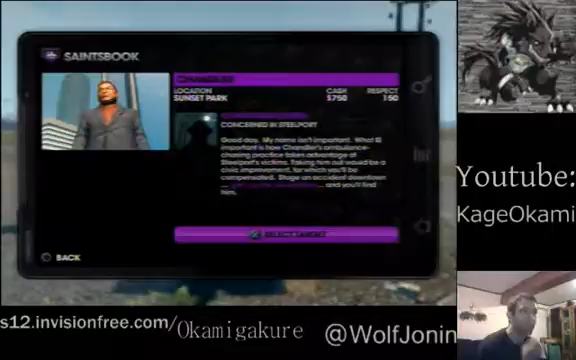 SAINTSBOOK
CHANDLER
LOCATION
SUNSET PARK
CASH
$750
RESPECT
150
CONCERNED IN STEELPORT
Good day. My name isn't important. What is
important is how Chandler's ambulance-
chasing practice takes advantage of
Steelport's victims. Taking him out would be a
civic improvement, for which you'll be
compensated. Stage an accident downtown
... and you'll find
him.
SELECT TARGET
BACK
Youtube:
KageOkami
s12.invisionfree.com/Okamigakure
@WolfJonin